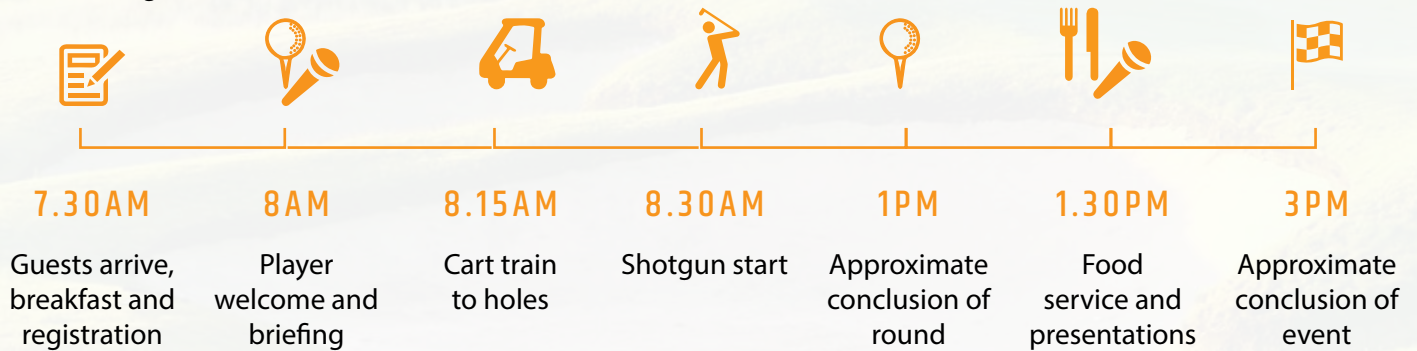 7.30AM
Guests arrive,
breakfast and
registration
8AM
Player
welcome and
briefing
8.15AM
Cart train
to holes
8.30AM
Shotgun start
1PM
Approximate
conclusion of
round
1.30PM
Food
service and
presentations
3PM
Approximate
conclusion of
event